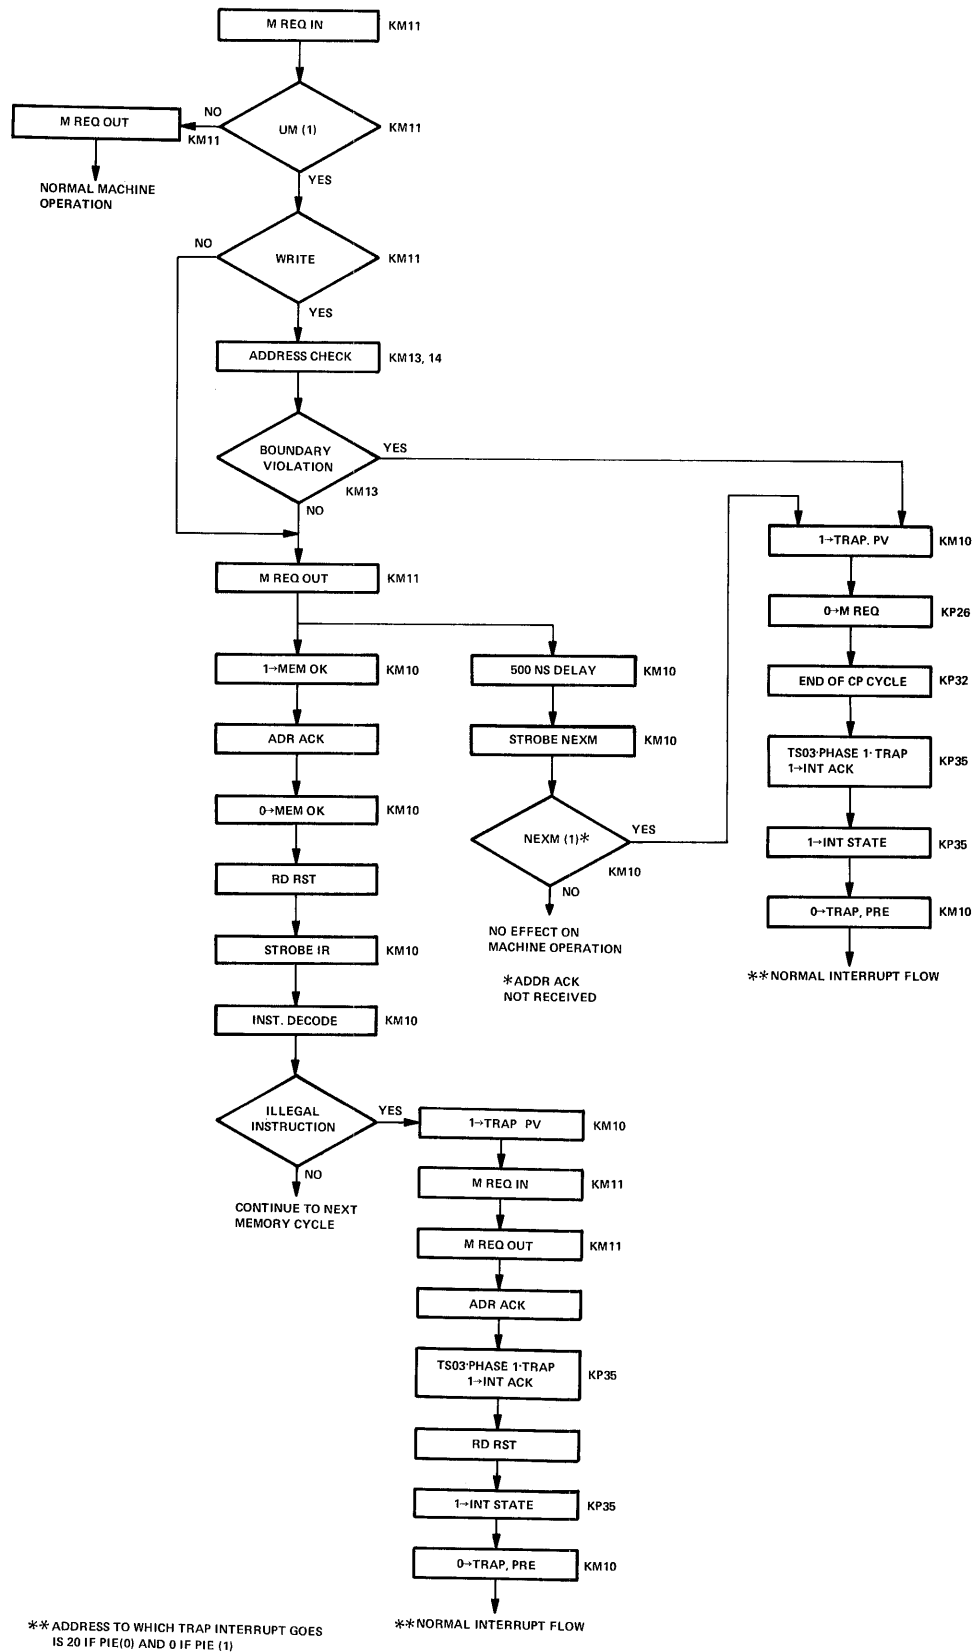 M REQ IN
KM11
UM (1)
KM11
NO
M REQ OUT
KM11
NORMAL MACHINE
OPERATION
YES
WRITE
KM11
NO
YES
ADDRESS CHECK
KM13, 14
BOUNDARY
VIOLATION
KM13
YES
NO
M REQ OUT
KM11
1→MEM OK
KM10
ADR ACK
0→MEM OK
KM10
RD RST
STROBE IR
KM10
INST. DECODE
KM10
ILLEGAL
INSTRUCTION
YES
NO
CONTINUE TO NEXT
MEMORY CYCLE
500 NS DELAY
KM10
STROBE NEXM
KM10
NEXM (1)*
KM10
YES
NO
NO EFFECT ON
MACHINE OPERATION
*ADDR ACK
NOT RECEIVED
1→TRAP. PV
KM10
0→M REQ
KP26
END OF CP CYCLE
KP32
TS03·PHASE 1·TRAP
1→INT ACK
KP35
1→INT STATE
KP35
0→TRAP, PRE
KM10
**NORMAL INTERRUPT FLOW
1→TRAP PV
KM10
M REQ IN
KM11
M REQ OUT
KM11
ADR ACK
TS03·PHASE 1·TRAP
1→INT ACK
KP35
RD RST
1→INT STATE
KP35
0→TRAP, PRE
KM10
**NORMAL INTERRUPT FLOW
**ADDRESS TO WHICH TRAP INTERRUPT GOES
IS 20 IF PIE(0) AND 0 IF PIE (1)